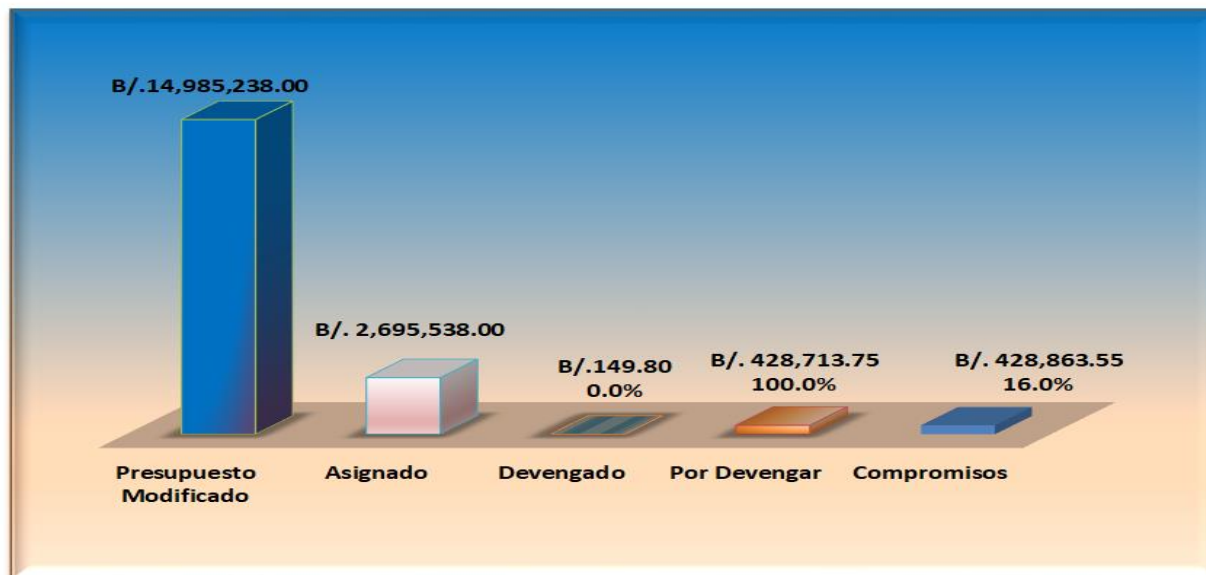 B/.14,985,238.00
B/. 2,695,538.00
B/.149.80
0.0%
B/. 428,713.75
100.0%
B/. 428,863.55
16.0%
Presupuesto
Modificado
Asignado
Devengado
Por Devengar
Compromisos